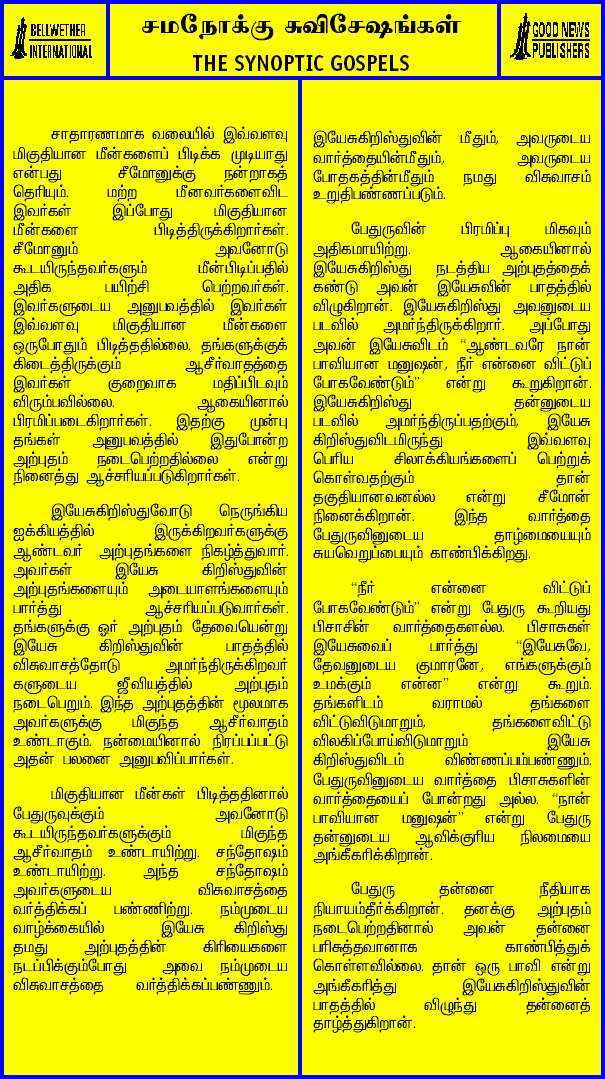 BELLWETHER
INTERNATIONAL
சமநோக்கு சுவிசேஷங்கள்
THE SYNOPTIC GOSPELS
GOOD NEWS
PUBLISHERS
சாதாரணமாக வலையில் இவ்வளவு
மிகுதியான மீன்களைப் பிடிக்க முடியாது
என்பது சீமோனுக்கு நன்றாகத்
தெரியும். மற்ற மீனவர்களைவிட
இவர்கள் இப்போது மிகுதியான
மீன்களை பிடித்திருக்கிறார்கள்.
சீமோனும் அவனோடு
கூடயிருந்தவர்களும் மீன்பிடிப்பதில்
அதிக பயிற்சி பெற்றவர்கள்.
இவர்களுடைய அனுபவத்தில் இவர்கள்
இவ்வளவு மிகுதியான மீன்களை
ஒருபோதும் பிடித்ததில்லை. தங்களுக்குக்
கிடைத்திருக்கும் ஆசீர்வாதத்தை
இவர்கள் குறைவாக மதிப்பிடவும்
விரும்பவில்லை. ஆகையினால்
பிரமிப்படைகிறார்கள். இதற்கு முன்பு
தங்கள் அனுபவத்தில் இதுபோன்ற
அற்புதம் நடைபெற்றதில்லை என்று
நினைத்து ஆச்சரியப்படுகிறார்கள்.
இயேசுகிறிஸ்துவோடு நெருங்கிய
ஐக்கியத்தில் இருக்கிறவர்களுக்கு
ஆண்டவர் அற்புதங்களை நிகழ்த்துவார்.
அவர்கள் இயேசு கிறிஸ்துவின்
அற்புதங்களையும் அடையாளங்களையும்
பார்த்து ஆச்சரியப்படுவார்கள்.
தங்களுக்கு ஓர் அற்புதம் தேவையென்று
இயேசு கிறிஸ்துவின் பாதத்தில்
விசுவாசத்தோடு அமர்ந்திருக்கிறவர்
களுடைய ஜீவியத்தில் அற்புதம்
நடைபெறும். இந்த அற்புதத்தின் மூலமாக
அவர்களுக்கு மிகுந்த ஆசீர்வாதம்
உண்டாகும். நன்மையினால் நிரப்பப்பட்டு
அதன் பலனை அனுபவிப்பார்கள்.
மிகுதியான மீன்கள் பிடித்ததினால்
பேதுருவுக்கும் அவனோடு
கூடயிருந்தவர்களுக்கும் மிகுந்த
ஆசீர்வாதம் உண்டாயிற்று. சந்தோஷம்
உண்டாயிற்று. அந்த சந்தோஷம்
அவர்களுடைய விசுவாசத்தை
வர்த்திக்கப் பண்ணிற்று. நம்முடைய
வாழ்க்கையில் இயேசு கிறிஸ்து
தமது அற்புதத்தின் கிரியைகளை
நடப்பிக்கும்போது அவை நம்முடைய
விசுவாசத்தை வர்த்திக்கப்பண்ணும்.
இயேசுகிறிஸ்துவின் மீதும், அவருடைய
வார்த்தையின்மீதும், அவருடைய
போதகத்தின்மீதும் நமது விசுவாசம்
உறுதிபண்ணப்படும்.
பேதுருவின் பிரமிப்பு மிகவும்
அதிகமாயிற்று. ஆகையினால்
இயேசுகிறிஸ்து நடத்திய அற்புதத்தைக்
கண்டு அவன் இயேசுவின் பாதத்தில்
விழுகிறான். இயேசுகிறிஸ்து அவனுடைய
படவில் அமர்ந்திருக்கிறார். அப்போது
அவன் இயேசுவிடம் “ஆண்டவரே நான்
பாவியான மனுஷன், நீர் என்னை விட்டுப்
போகவேண்டும்” என்று கூறுகிறான்.
இயேசுகிறிஸ்து தன்னுடைய
படவில் அமர்ந்திருப்பதற்கும், இயேசு
கிறிஸ்துவிடமிருந்து இவ்வளவு
பெரிய சிலாக்கியங்களைப் பெற்றுக்
கொள்வதற்கும் தான்
தகுதியானவனல்ல என்று சீமோன்
நினைக்கிறான். இந்த வார்த்தை
பேதுருவினுடைய தாழ்மையையும்
சுயவெறுப்பையும் காண்பிக்கிறது.
“நீர் என்னை விட்டுப்
போகவேண்டும்” என்று பேதுரு கூறியது
பிசாசின் வார்த்தைகளல்ல. பிசாசுகள்
இயேசுவைப் பார்த்து “இயேசுவே,
தேவனுடைய குமாரனே, எங்களுக்கும்
உமக்கும் என்ன” என்று கூறும்.
தங்களிடம் வராமல் தங்களை
விட்டுவிடுமாறும், தங்களைவிட்டு
விலகிப்போய்விடுமாறும் இயேசு
கிறிஸ்துவிடம் விண்ணப்பம்பண்ணும்.
பேதுருவினுடைய வார்த்தை பிசாசுகளின்
வார்த்தையைப் போன்றது அல்ல. “நான்
பாவியான மனுஷன்” என்று பேதுரு
தன்னுடைய ஆவிக்குரிய நிலமையை
அங்கீகரிக்கிறான்.
பேதுரு தன்னை நீதியாக
நியாயம்தீர்க்கிறான். தனக்கு அற்புதம்
நடைபெற்றதினால் அவன் தன்னை
பரிசுத்தவானாக காண்பித்துக்
கொள்ளவில்லை. தான் ஒரு பாவி என்று
அங்கீகரித்து இயேசுகிறிஸ்துவின்
பாதத்தில் விழுந்து தன்னைத்
தாழ்த்துகிறான்.